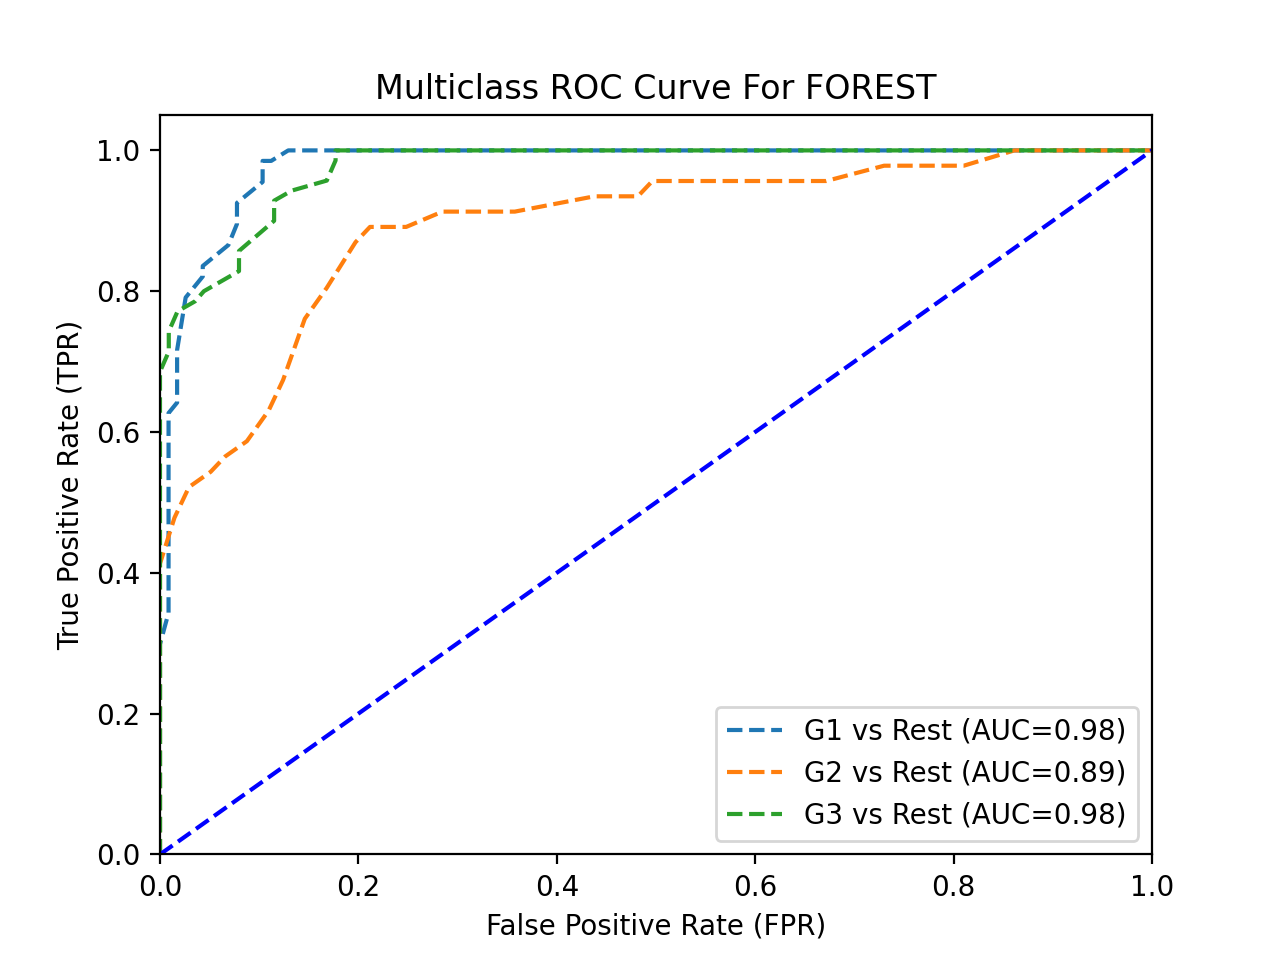 Multiclass ROC Curve For FOREST
True Positive Rate (TPR)
1.0
0.8
0.6
0.4
0.2
0.0
G1 vs Rest (AUC=0.98)
G2 vs Rest (AUC=0.89)
G3 vs Rest (AUC=0.98)
0.0 0.2 0.4 0.6 0.8 1.0
False Positive Rate (FPR)